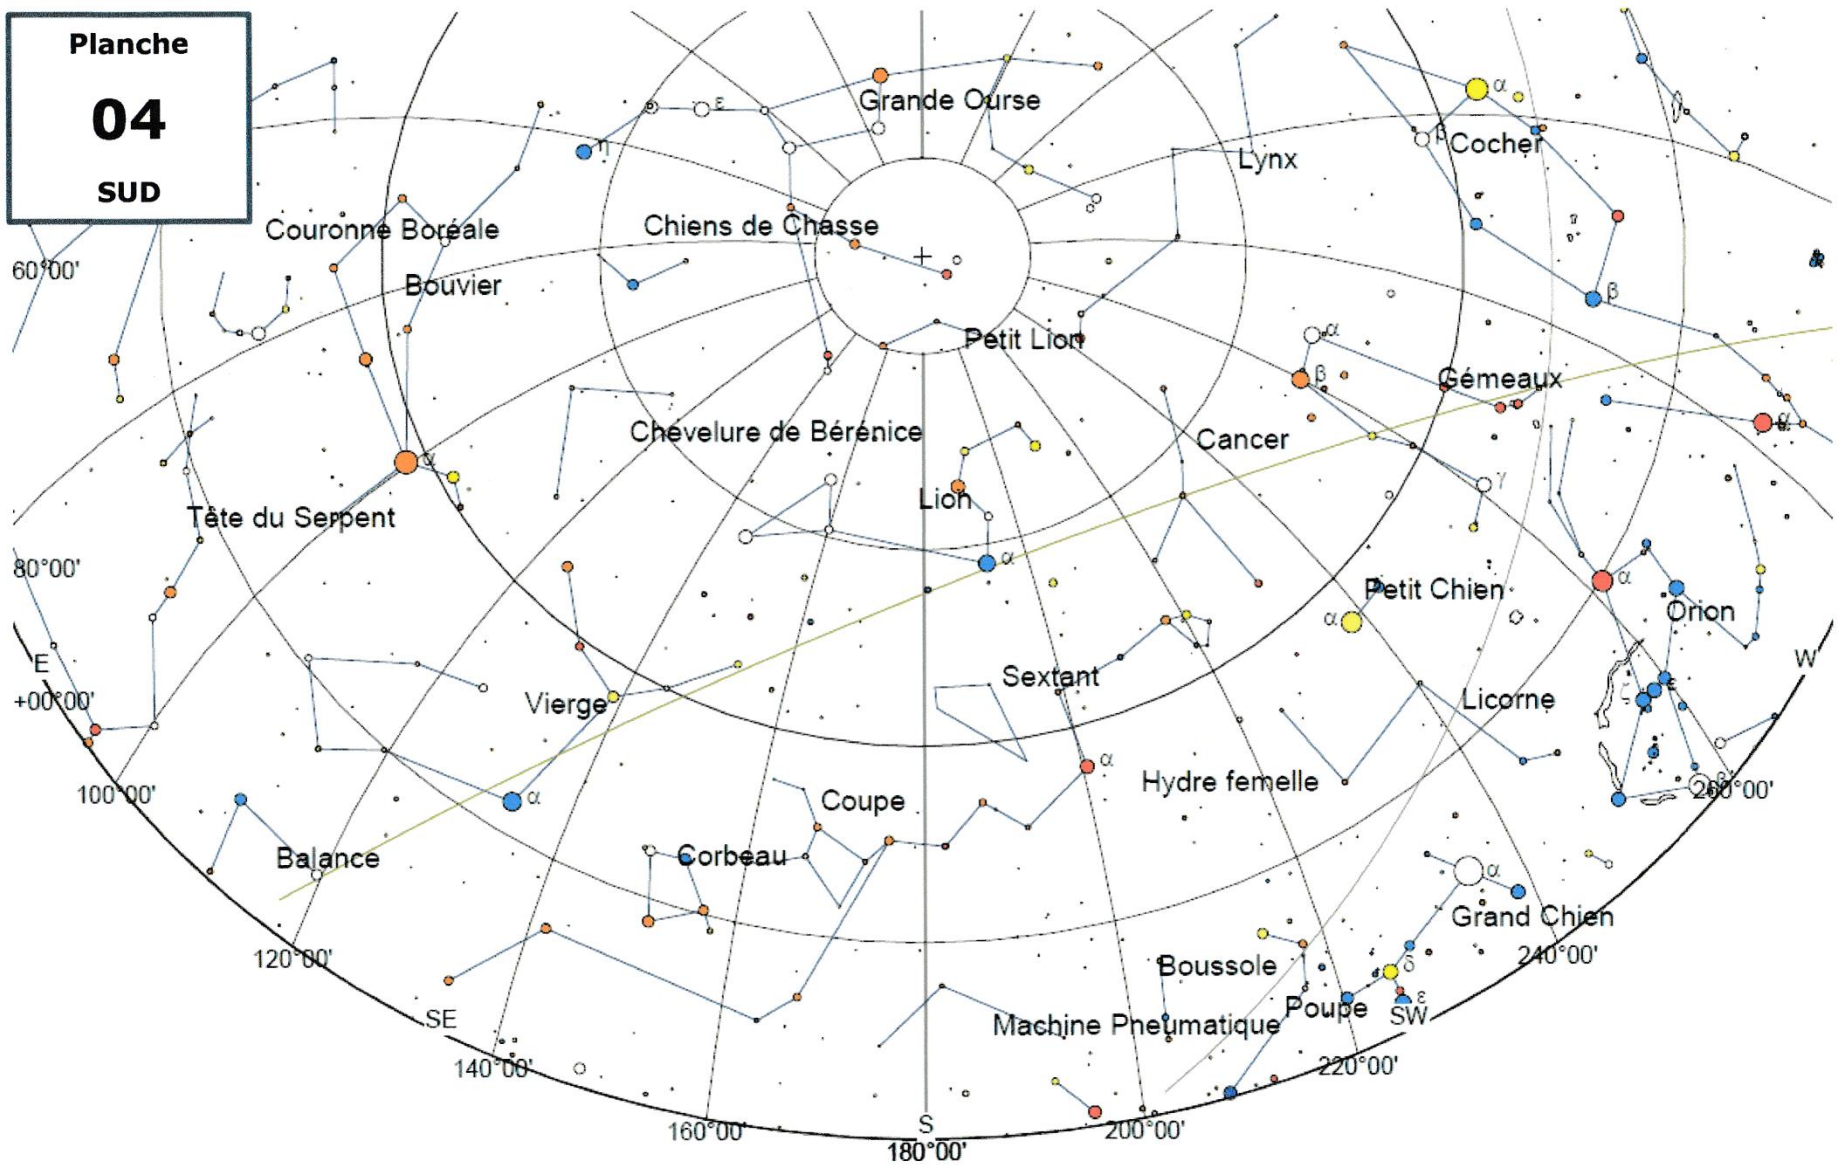 Planche
04
SUD
α
Grande Ourse
ε
η
β
Cocher
Lynx
Couronne Boréale
Chiens de Chasse
60°00'
Bouvier
β
α
Petit Lion
β
Gémeaux
α
Chevelure de Bérénice
Cancer
α
γ
Lion
Tête du Serpent
α
80°00'
α
Petit Chien
α
Orion
E
W
Sextant
ε
ζ
+00°00'
Vierge
Licorne
α
Hydre femelle
β
100°00'
260°00'
α
Coupe
Corbeau
Balance
α
Grand Chien
120°00'
240°00'
Boussole
δ
ε
Poupe
SE
Machine Pneumatique
SW
140°00'
220°00'
S
160°00'
200°00'
180°00'